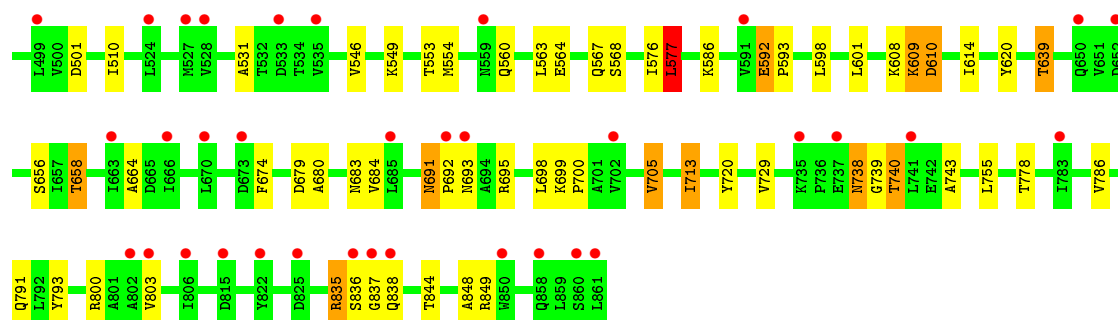 L499 V500 D501 I510 L524 M527 V528 A531 T532 D533 T534 V535 V546 K549 T553 M554 N559 Q560 L563 E564 Q567 S568 I576 L577 K586 V591 E592 P593 L598 L601 K608 K609 D610 I614 Y620 T639 Q650 V651 D652
S656 I657 T658 I663 A664 D665 I666 L670 D673 F674 D679 A680 N683 V684 L685 N691 P692 N693 A694 R695 L698 K699 P700 A701 V702 V705 I713 Y720 V729 K735 P736 E737 N738 G739 T740 L741 E742 A743 L755 T778 I783 V786
Q791 L792 Y793 R800 A801 A802 V803 I806 D815 Y822 D825 R835 S836 G837 Q838 T844 A848 R849 W850 Q858 L859 S860 L861